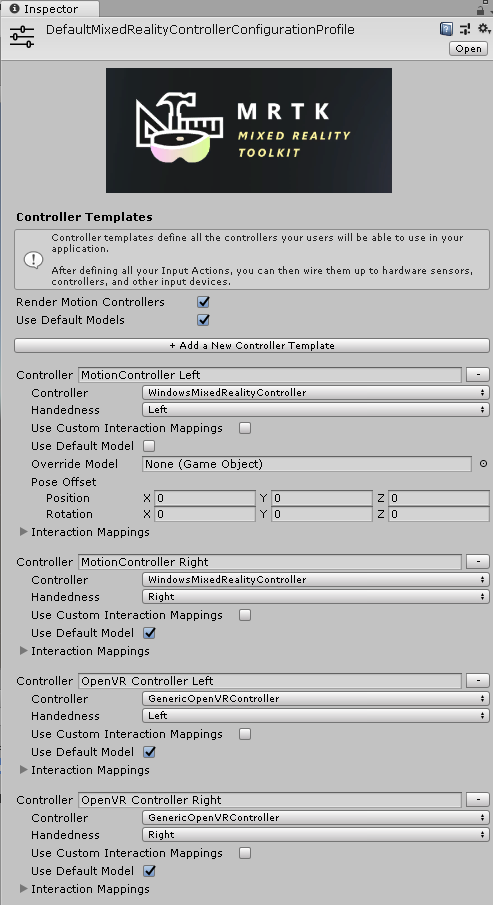 Inspector
DefaultMixedRealityControllerConfigurationProfile
Open
MRTK
MIXED REALITY
TOOLKIT
Controller Templates
Controller templates define all the controllers your users will be able to use in your
application.
After defining all your Input Actions, you can then wire them up to hardware sensors,
controllers, and other input devices.
Render Motion Controllers
Use Default Models
+ Add a New Controller Template
Controller MotionController Left -
Controller WindowsMixedRealityController
Handedness Left
Use Custom Interaction Mappings
Use Default Model
Override Model None (Game Object)
Pose Offset
Position X 0 Y 0 Z 0
Rotation X 0 Y 0 Z 0
Interaction Mappings
Controller MotionController Right -
Controller WindowsMixedRealityController
Handedness Right
Use Custom Interaction Mappings
Use Default Model
Interaction Mappings
Controller OpenVR Controller Left -
Controller GenericOpenVRController
Handedness Left
Use Custom Interaction Mappings
Use Default Model
Interaction Mappings
Controller OpenVR Controller Right -
Controller GenericOpenVRController
Handedness Right
Use Custom Interaction Mappings
Use Default Model
Interaction Mappings